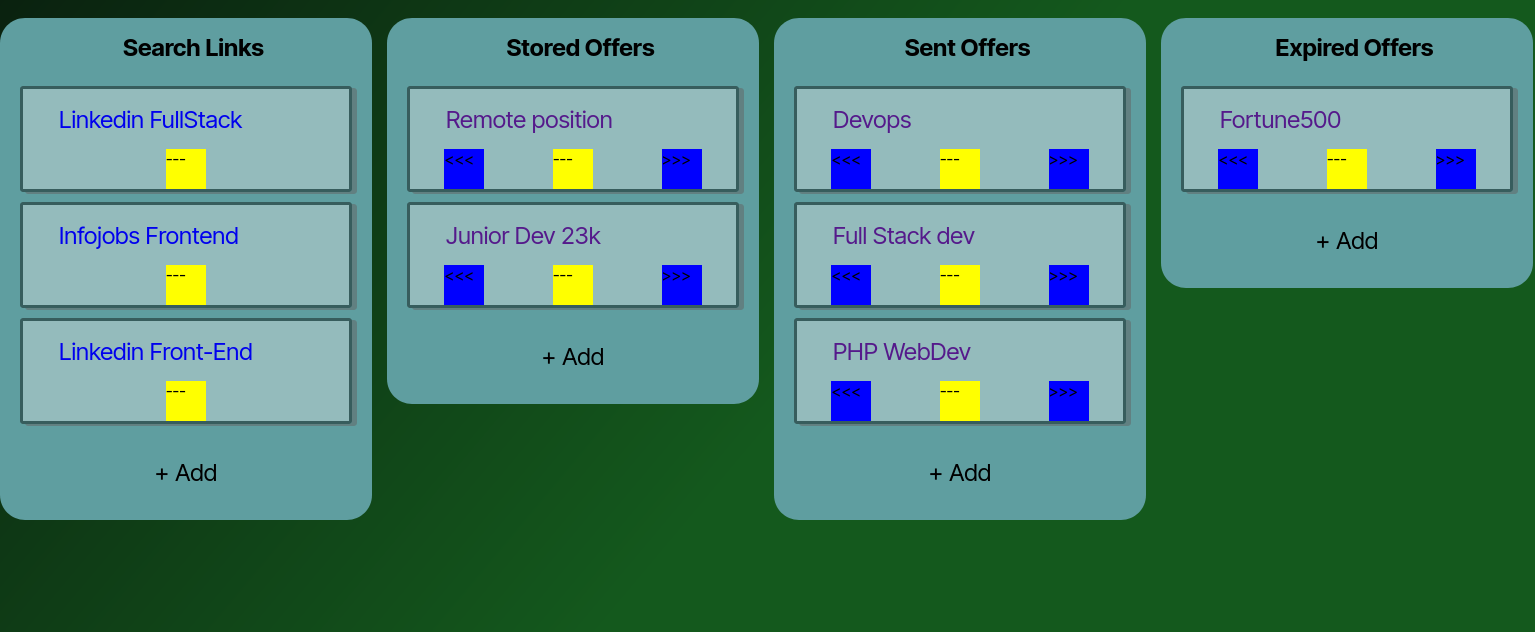 Search Links
Linkedin FullStack
---
Infojobs Frontend
---
Linkedin Front-End
---
+ Add
Stored Offers
Remote position
<<< --- >>>
Junior Dev 23k
<<< --- >>>
+ Add
Sent Offers
Devops
<<< --- >>>
Full Stack dev
<<< --- >>>
PHP WebDev
<<< --- >>>
+ Add
Expired Offers
Fortune500
<<< --- >>>
+ Add